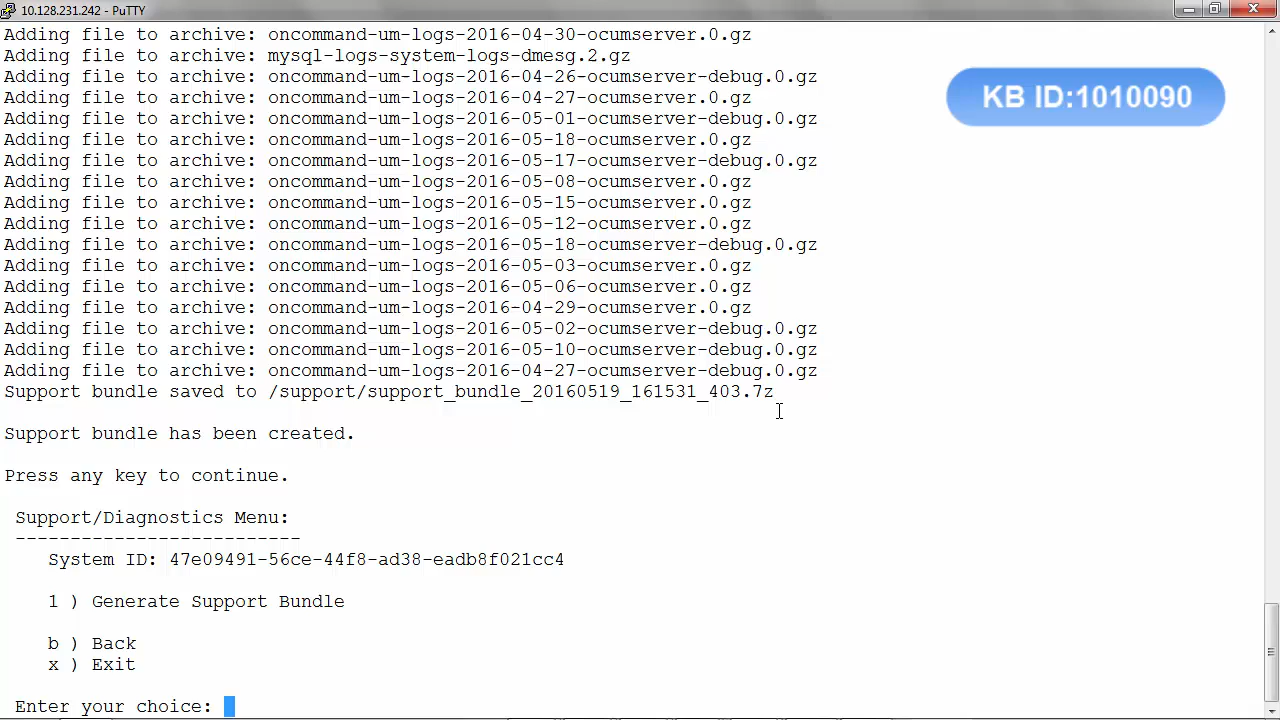 10.128.231.242 - PuTTY
Adding file to archive: oncommand-um-logs-2016-04-30-ocumserver.0.gz
Adding file to archive: mysql-logs-system-logs-dmesg.2.gz
Adding file to archive: oncommand-um-logs-2016-04-26-ocumserver-debug.0.gz
Adding file to archive: oncommand-um-logs-2016-04-27-ocumserver.0.gz
KB ID:1010090
Adding file to archive: oncommand-um-logs-2016-05-01-ocumserver-debug.0.gz
Adding file to archive: oncommand-um-logs-2016-05-18-ocumserver.0.gz
Adding file to archive: oncommand-um-logs-2016-05-17-ocumserver-debug.0.gz
Adding file to archive: oncommand-um-logs-2016-05-08-ocumserver.0.gz
Adding file to archive: oncommand-um-logs-2016-05-15-ocumserver.0.gz
Adding file to archive: oncommand-um-logs-2016-05-12-ocumserver.0.gz
Adding file to archive: oncommand-um-logs-2016-05-18-ocumserver-debug.0.gz
Adding file to archive: oncommand-um-logs-2016-05-03-ocumserver.0.gz
Adding file to archive: oncommand-um-logs-2016-05-06-ocumserver.0.gz
Adding file to archive: oncommand-um-logs-2016-04-29-ocumserver.0.gz
Adding file to archive: oncommand-um-logs-2016-05-02-ocumserver-debug.0.gz
Adding file to archive: oncommand-um-logs-2016-05-10-ocumserver-debug.0.gz
Adding file to archive: oncommand-um-logs-2016-04-27-ocumserver-debug.0.gz
Support bundle saved to /support/support_bundle_20160519_161531_403.7z
Support bundle has been created.
Press any key to continue.
Support/Diagnostics Menu:
-------------------------
System ID: 47e09491-56ce-44f8-ad38-eadb8f021cc4
1 ) Generate Support Bundle
b ) Back
x ) Exit
Enter your choice: